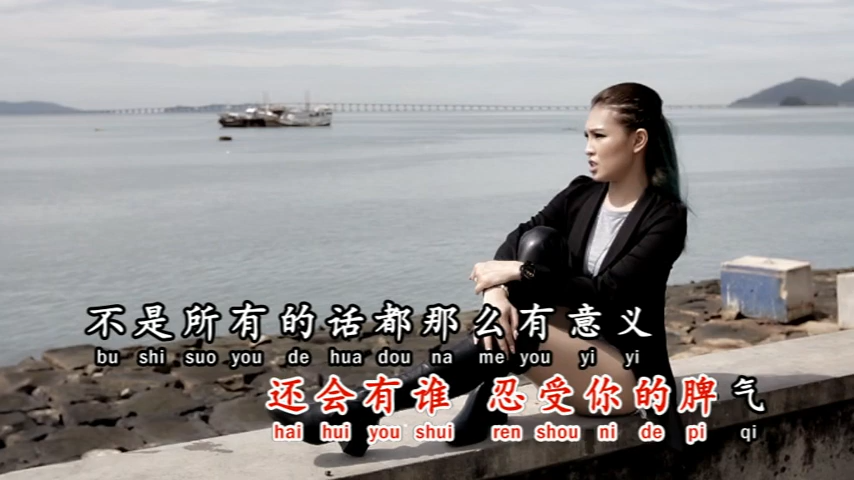 不是所有的话都那么有意义
bu shi suo you de hua dou na me you yi yi
还会有谁 忍受你的脾气
hai hui you shui ren shou ni de pi qi